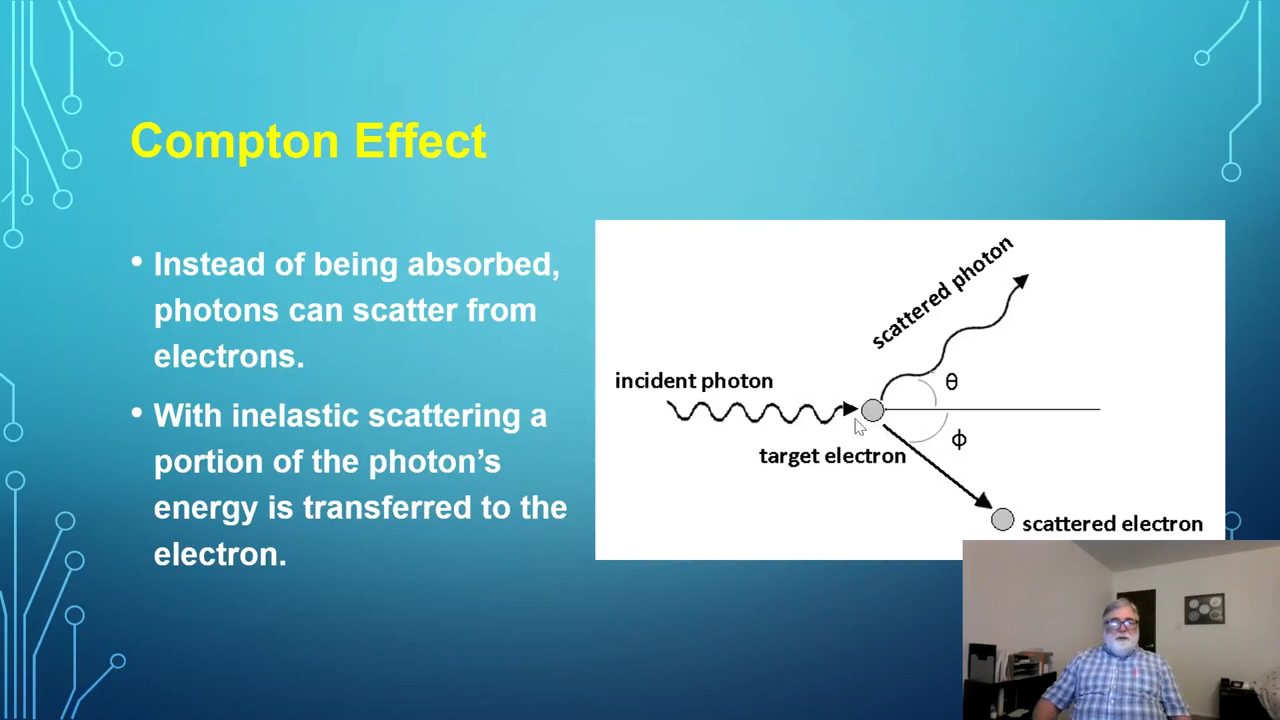 Compton Effect
• Instead of being absorbed,
photons can scatter from
electrons.
• With inelastic scattering a
portion of the photon’s
energy is transferred to the
electron.
scattered photon
incident photon
θ
ϕ
target electron
scattered electron